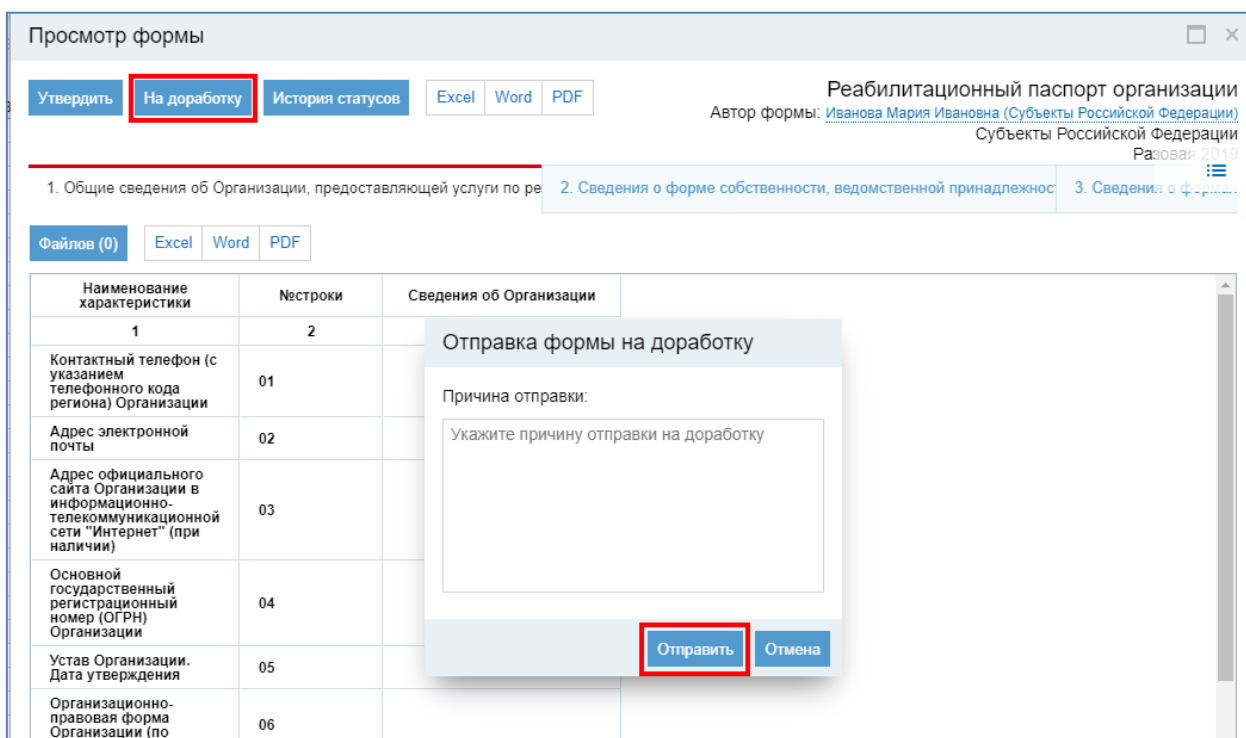 Просмотр формы
Утвердить На доработку История статусов Excel Word PDF
Реабилитационный паспорт организации
Автор формы: Иванова Мария Ивановна (Субъекты Российской Федерации)
Субъекты Российской Федерации
Разовая 2019
1. Общие сведения об Организации, предоставляющей услуги по ре 2. Сведения о форме собственности, ведомственной принадлежнос 3. Сведения о формах
Файлов (0) Excel Word PDF
Наименование
характеристики
№строки
Сведения об Организации
1 2
Контактный телефон (с
указанием
телефонного кода
региона) Организации
01
Адрес электронной
почты
02
Адрес официального
сайта Организации в
информационно-
телекоммуникационной
сети "Интернет" (при
наличии)
03
Основной
государственный
регистрационный
номер (ОГРН)
Организации
04
Устав Организации.
Дата утверждения
05
Организационно-
правовая форма
Организации (по
06
Отправка формы на доработку
Причина отправки:
Укажите причину отправки на доработку
Отправить Отмена